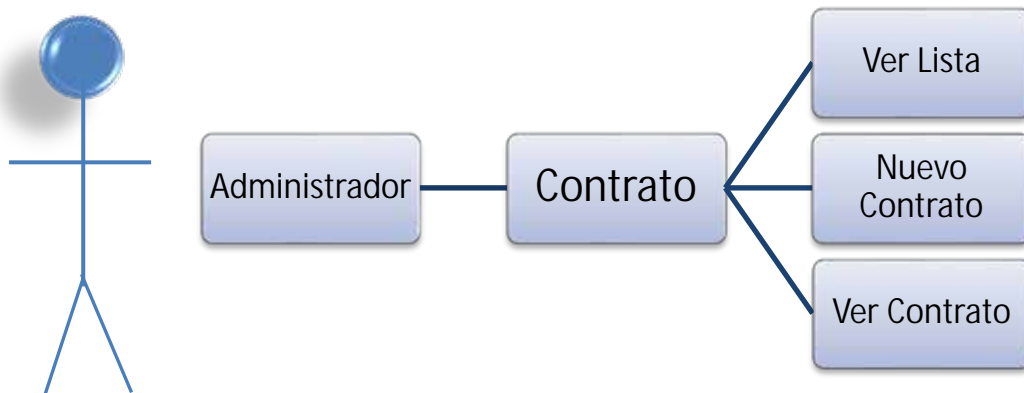 Administrador
Contrato
Ver Lista
Nuevo
Contrato
Ver Contrato